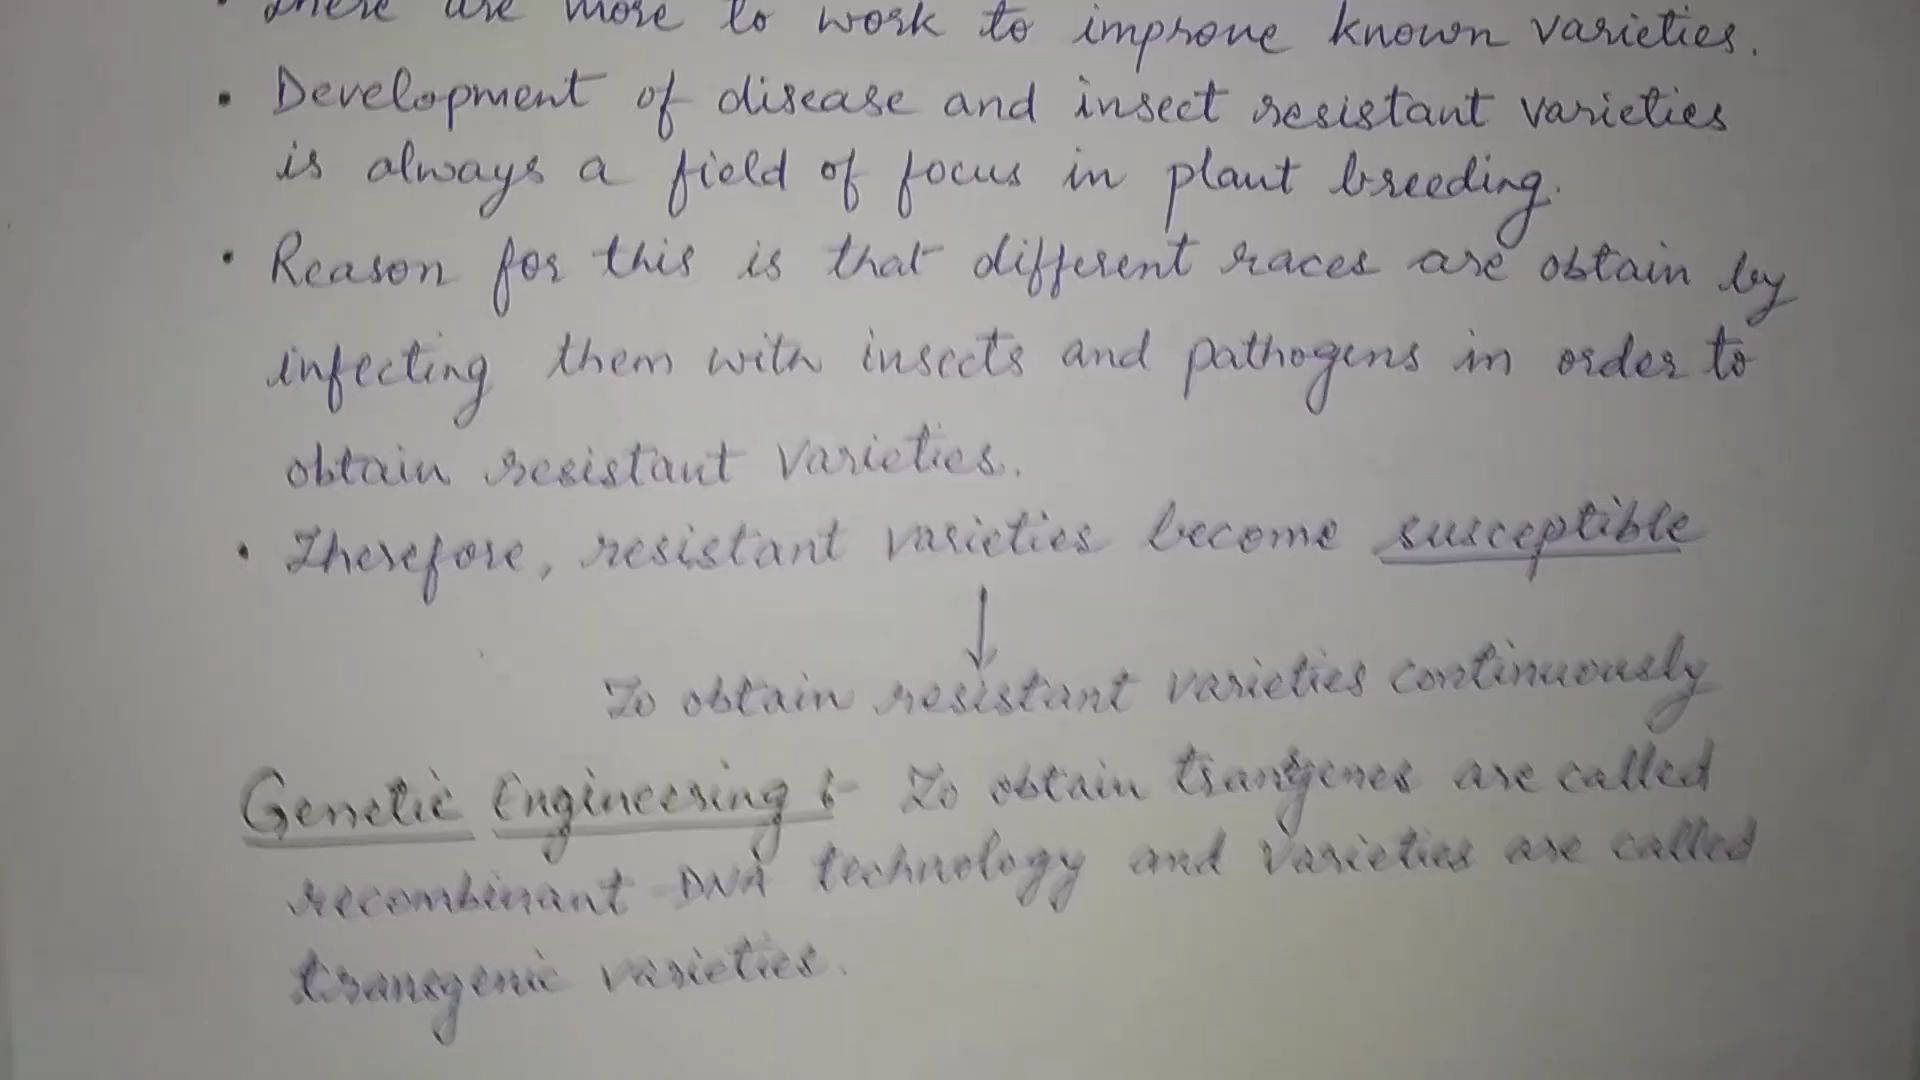 • There are more to work to improve known varieties.
• Development of disease and insect resistant varieties
is always a field of focus in plant breeding.
• Reason for this is that different races are obtain by
infecting them with insects and pathogens in order to
obtain resistant varieties.
• Therefore, resistant varieties become susceptible
↓
To obtain resistant varieties continuously
Genetic Engineering :- To obtain transgenes are called
recombinant DNA technology and varieties are called
transgenic varieties.